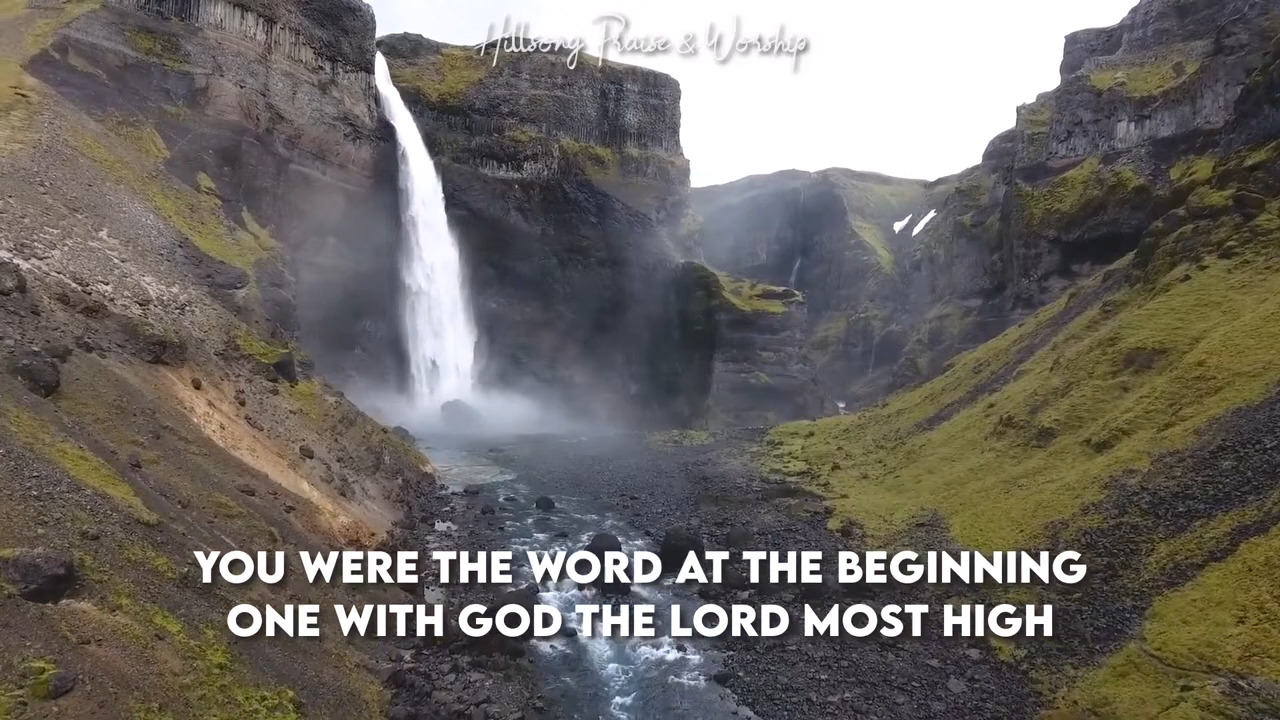 Hillsong Praise & Worship
YOU WERE THE WORD AT THE BEGINNING
ONE WITH GOD THE LORD MOST HIGH